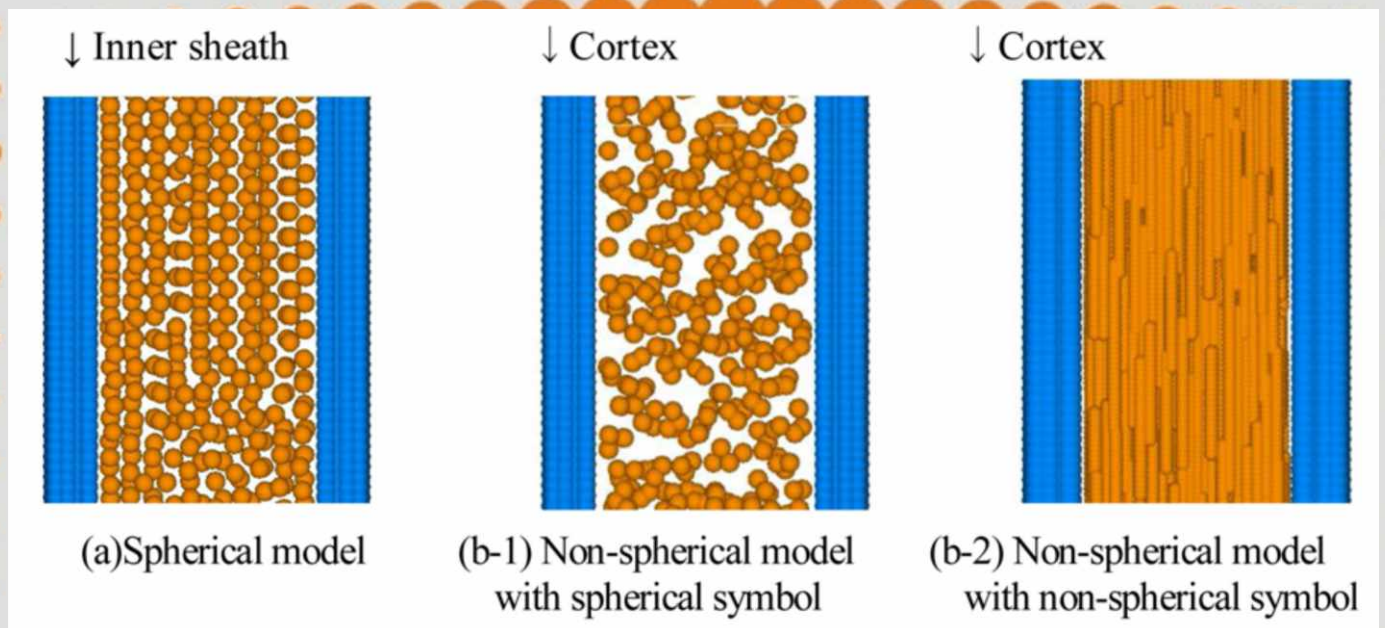 ↓ Inner sheath
↓ Cortex
↓ Cortex
(a)Spherical model
(b-1) Non-spherical model
with spherical symbol
(b-2) Non-spherical model
with non-spherical symbol